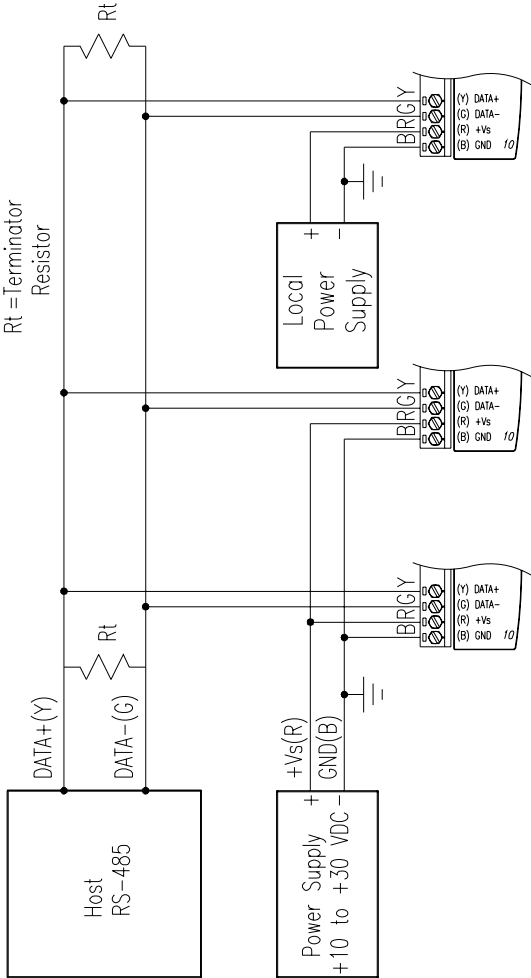 Rt
Rt =Terminator
Resistor
Y
G
R
B
(Y) DATA+
(G) DATA-
(R) +Vs
(B) GND 10
+ -
Local
Power
Supply
Y
G
R
B
(Y) DATA+
(G) DATA-
(R) +Vs
(B) GND 10
Y
G
R
B
(Y) DATA+
(G) DATA-
(R) +Vs
(B) GND 10
Rt
DATA+(Y)
DATA-(G)
+Vs(R)
GND(B)
Host
RS-485
+ -
Power Supply
+10 to +30 VDC